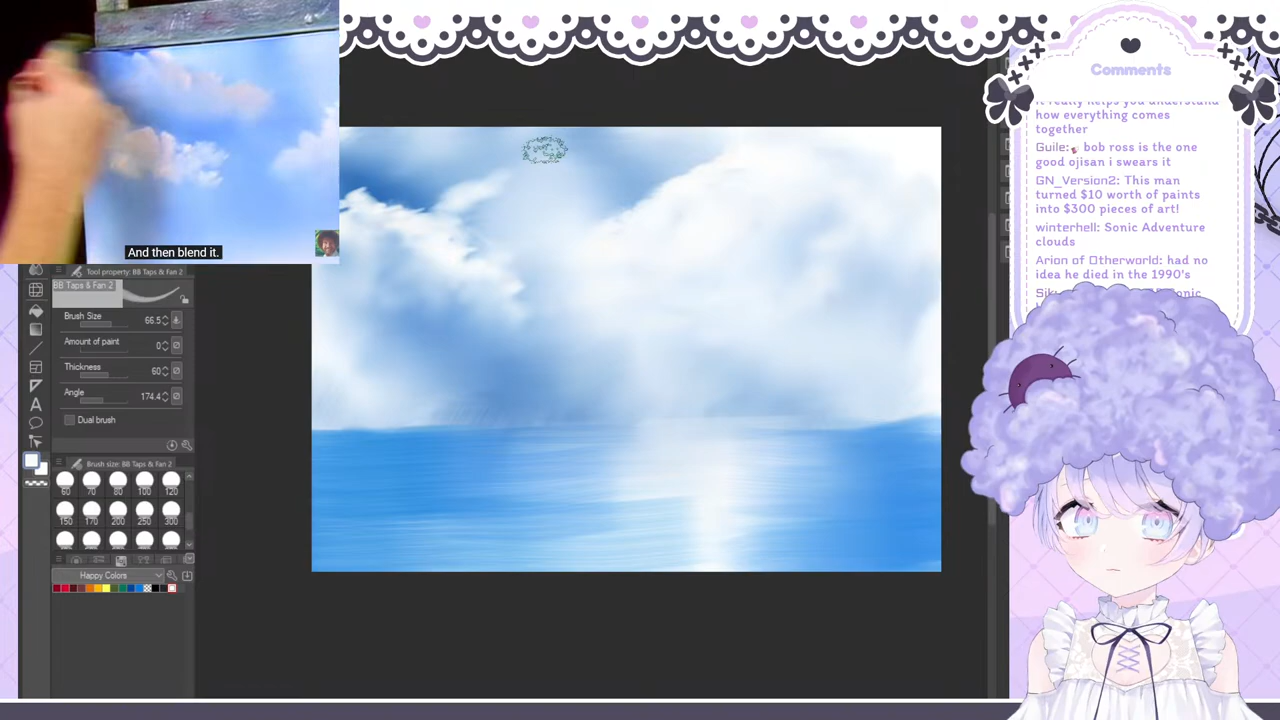 Comments
it really helps you understand
how everything comes
together
Guile: bob ross is the one
good ojisan i swears it
GN_Version2: This man
turned $10 worth of paints
into $300 pieces of art!
winterhell: Sonic Adventure
clouds
Arion of Otherworld: had no
idea he died in the 1990's
And then blend it.
Tool property: BB Taps & Fan 2
BB Taps & Fan 2
Brush Size 66.5
Amount of paint 0
Thickness 60
Angle 174.4
Dual brush
Brush size: BB Taps & Fan 2
60 70 80 100 120
150 170 200 250 300
Happy Colors